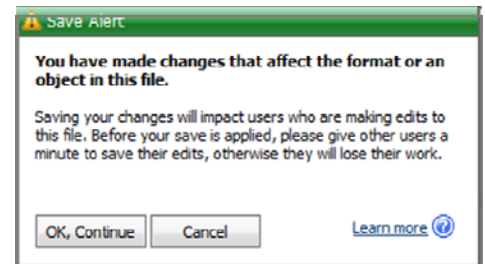 Save Alert
You have made changes that affect the format or an
object in this file.
Saving your changes will impact users who are making edits to
this file. Before your save is applied, please give other users a
minute to save their edits, otherwise they will lose their work.
OK, Continue Cancel Learn more